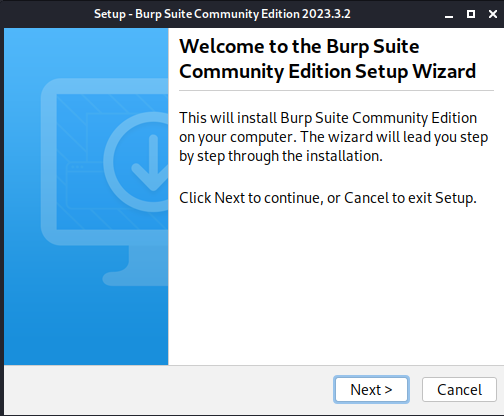 Setup - Burp Suite Community Edition 2023.3.2
Welcome to the Burp Suite
Community Edition Setup Wizard
This will install Burp Suite Community Edition
on your computer. The wizard will lead you step
by step through the installation.
Click Next to continue, or Cancel to exit Setup.
Next >
Cancel